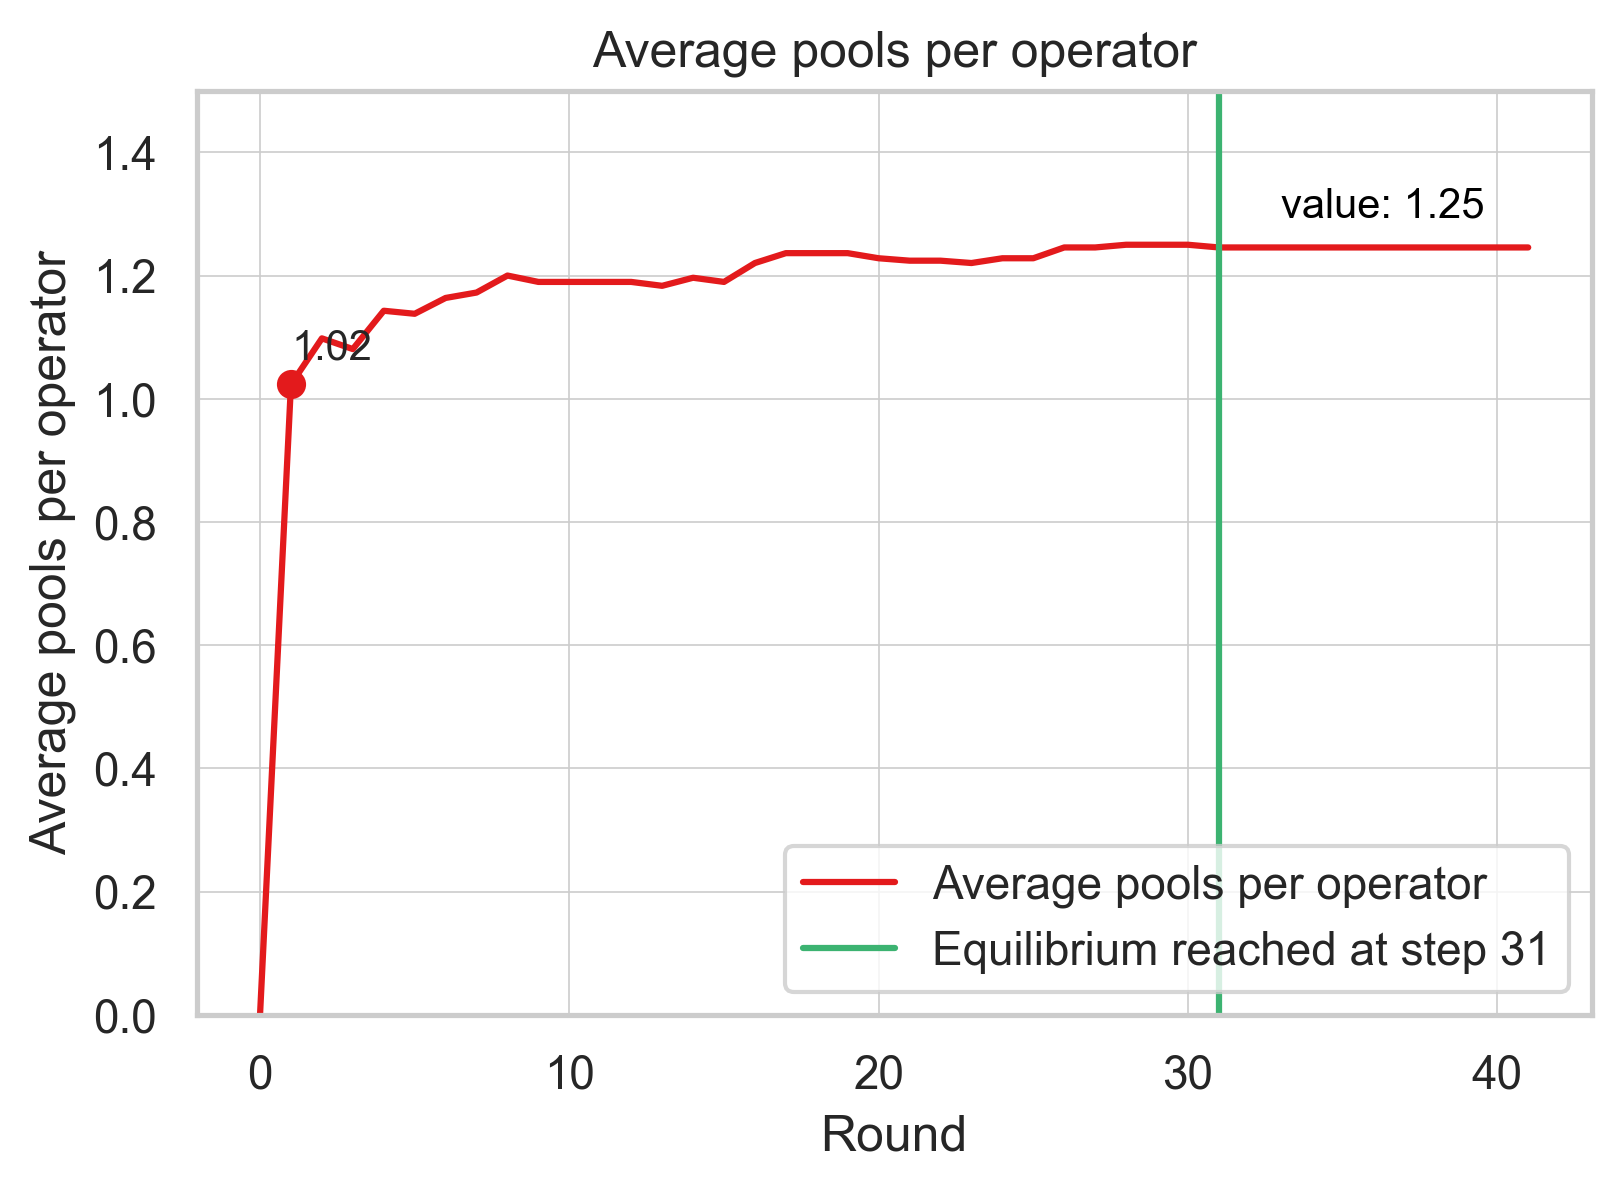 Average pools per operator
Average pools per operator
1.4
1.2
1.0
0.8
0.6
0.4
0.2
0.0
value: 1.25
1.02
Average pools per operator
Equilibrium reached at step 31
0 10 20 30 40
Round